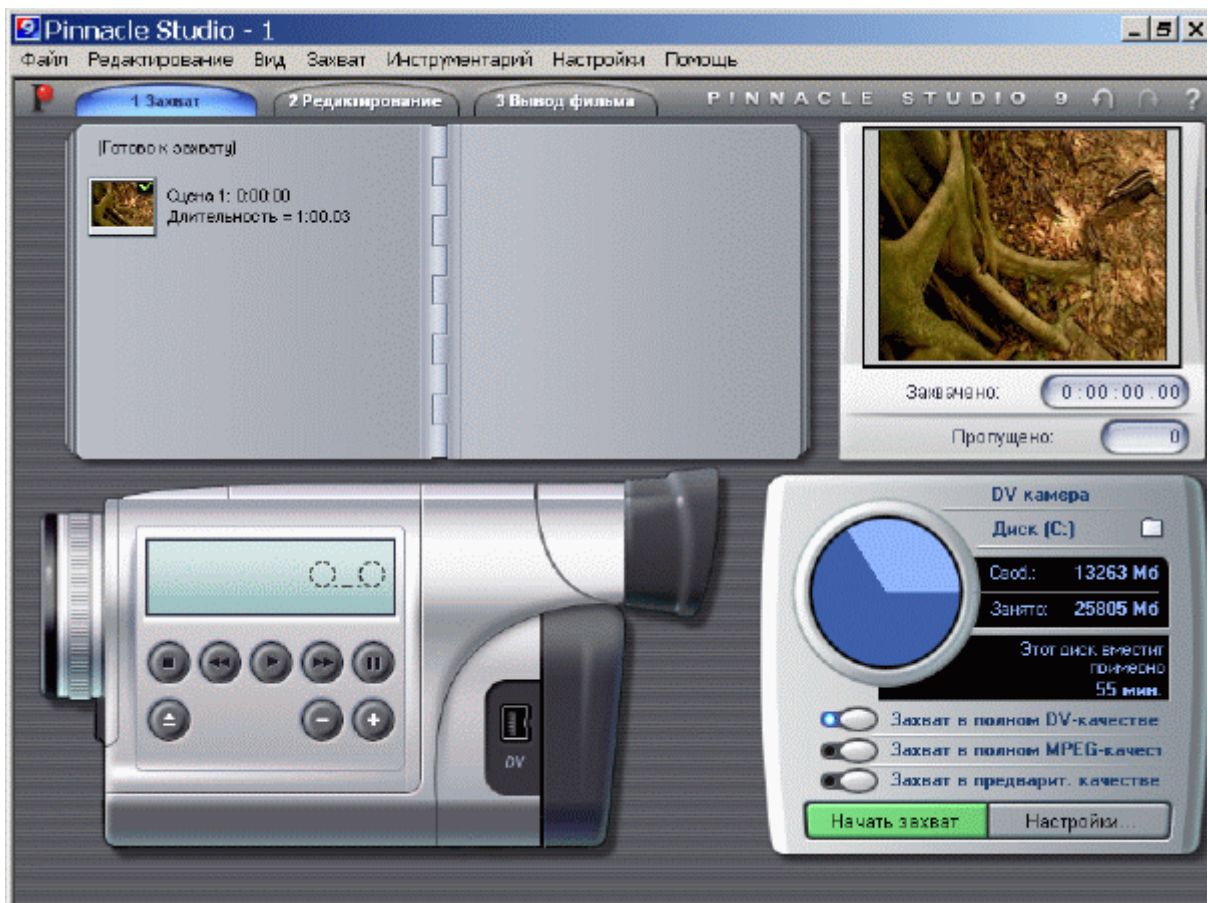 Pinnacle Studio - 1
Файл Редактирование Вид Захват Инструментарий Настройки Помощь
1 Захват 2 Редактирование 3 Вывод фильма PINNACLE STUDIO 9 ?
(Готово к захвату)
Сцена 1: 0:00:00
Длительность = 1:00.03
Захвачено: 0:00:00.00
Пропущено: 0
DV камера
Диск (C:)
Своб.: 13263 Мб
Занято: 25805 Мб
Этот диск вместит
примерно
55 мин.
Захват в полном DV-качестве
Захват в полном MPEG-качест
Захват в предварит. качестве
Начать захват Настройки...
DV